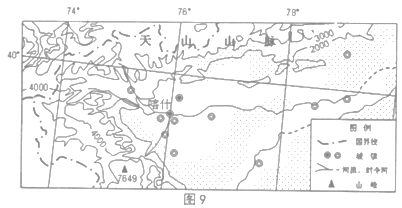 74°
76°
78°
天 山 山 脉
3000
2000
40°
4000
喀什
图 例
国界线
城 镇
河流、时令河
山 峰
7649
图 9